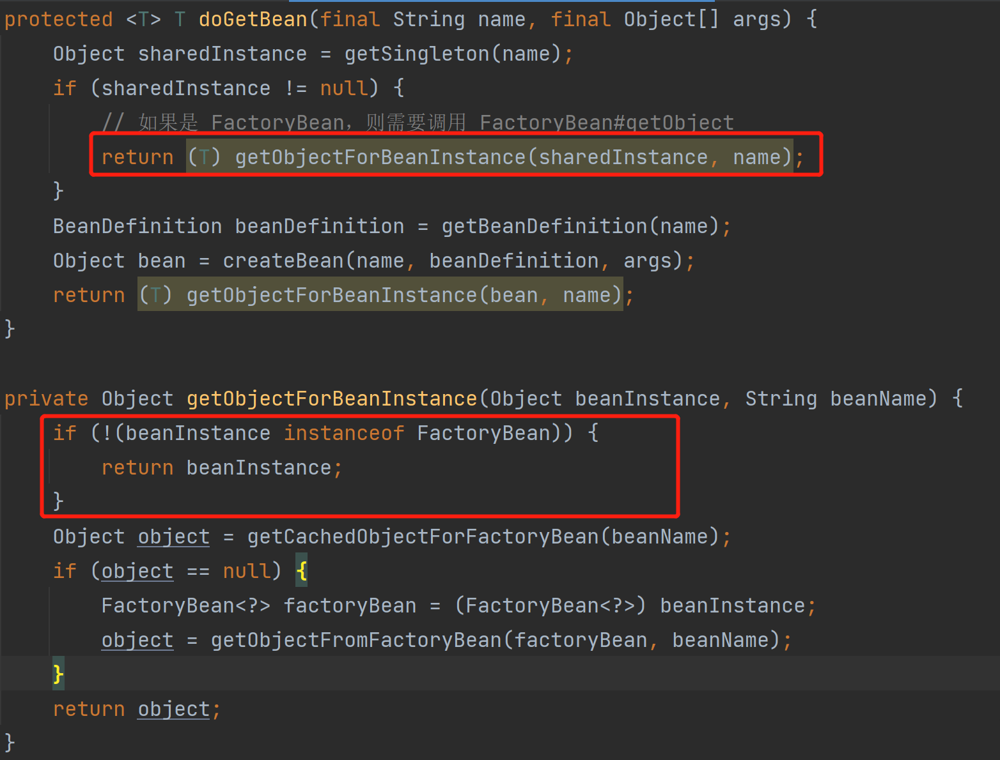 protected <T> T doGetBean(final String name, final Object[] args) {
Object sharedInstance = getSingleton(name);
if (sharedInstance != null) {
// 如果是 FactoryBean，则需要调用 FactoryBean#getObject
return (T) getObjectForBeanInstance(sharedInstance, name);
}
BeanDefinition beanDefinition = getBeanDefinition(name);
Object bean = createBean(name, beanDefinition, args);
return (T) getObjectForBeanInstance(bean, name);
}
private Object getObjectForBeanInstance(Object beanInstance, String beanName) {
if (!(beanInstance instanceof FactoryBean)) {
return beanInstance;
}
Object object = getCachedObjectForFactoryBean(beanName);
if (object == null) {
FactoryBean<?> factoryBean = (FactoryBean<?>) beanInstance;
object = getObjectFromFactoryBean(factoryBean, beanName);
}
return object;
}